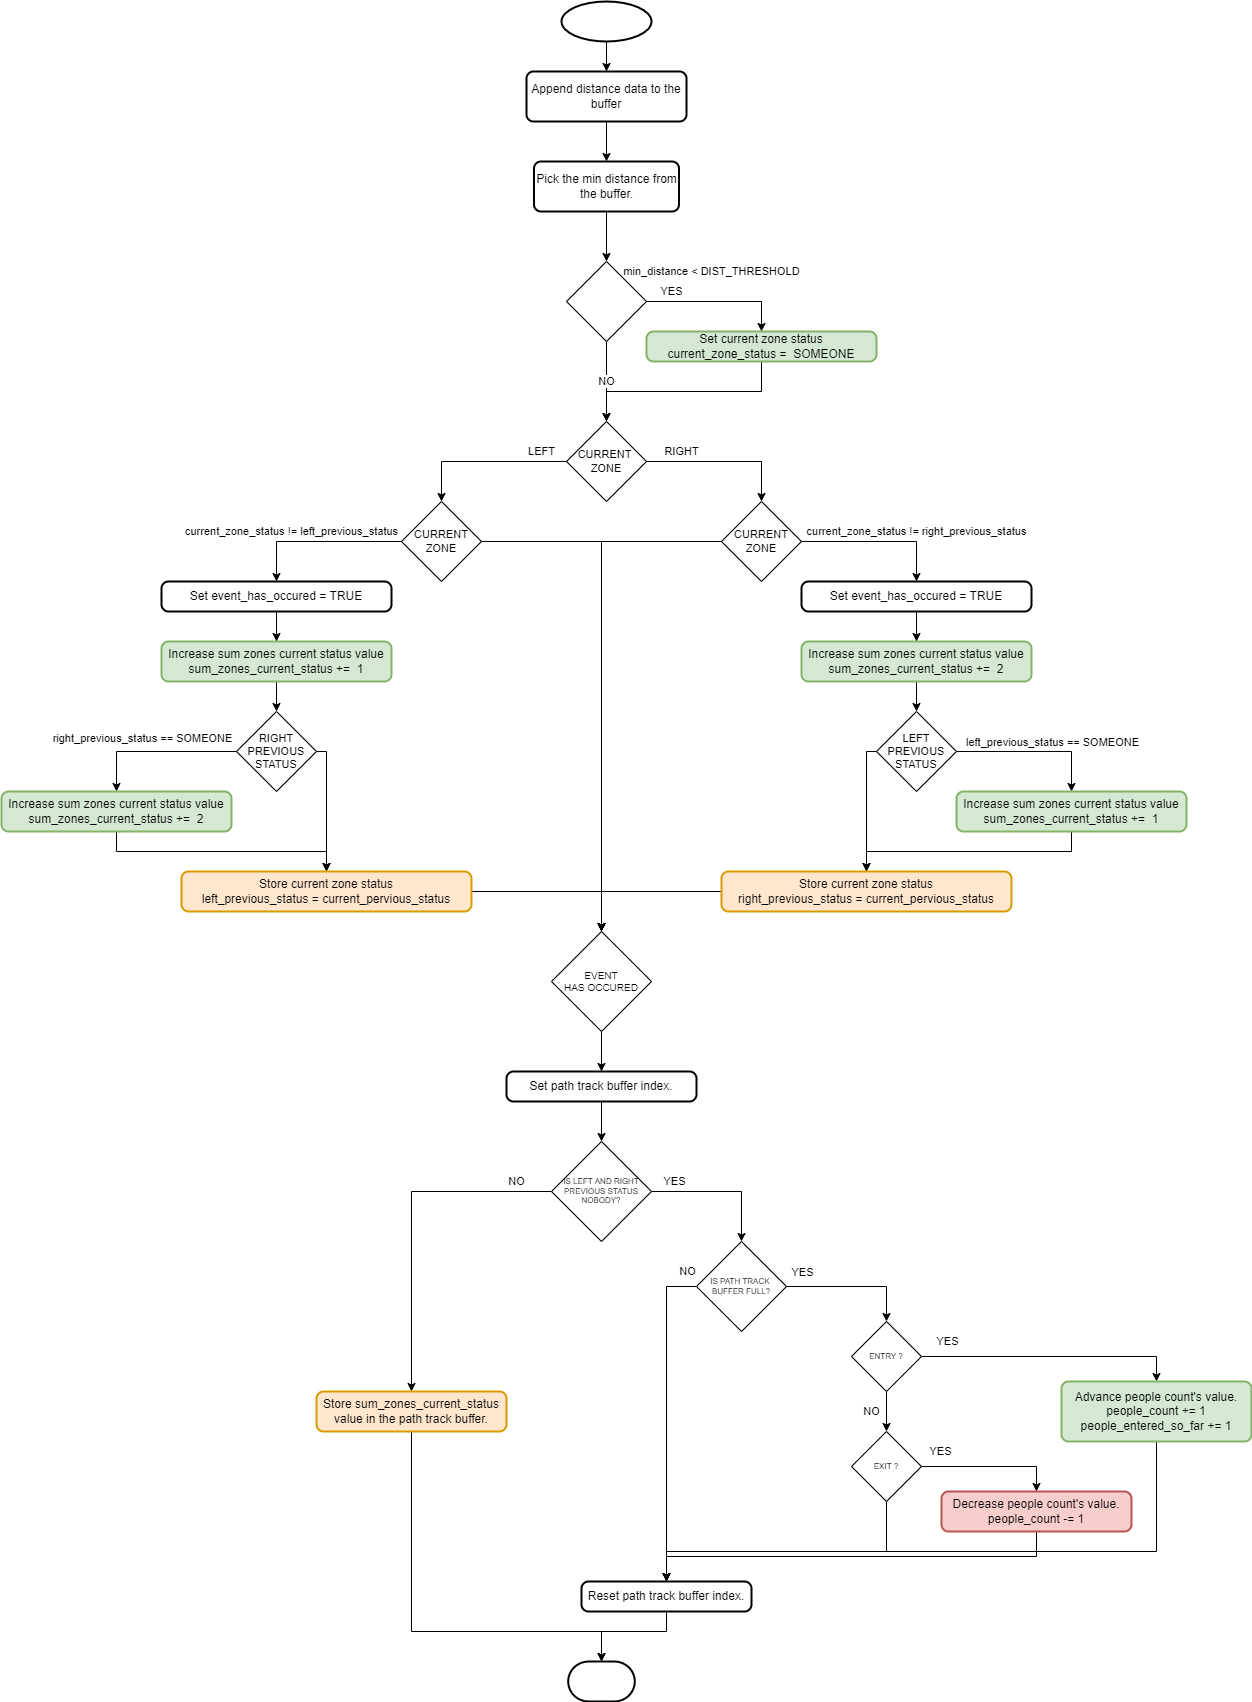 Append distance data to the
buffer
Pick the min distance from
the buffer.
min_distance < DIST_THRESHOLD
YES
Set current zone status
current_zone_status =  SOMEONE
NO
LEFT
CURRENT
ZONE
RIGHT
current_zone_status != left_previous_status
CURRENT
ZONE
CURRENT
ZONE
current_zone_status != right_previous_status
Set event_has_occured = TRUE
Set event_has_occured = TRUE
Increase sum zones current status value
sum_zones_current_status +=  1
Increase sum zones current status value
sum_zones_current_status +=  2
right_previous_status == SOMEONE
RIGHT
PREVIOUS
STATUS
LEFT
PREVIOUS
STATUS
left_previous_status == SOMEONE
Increase sum zones current status value
sum_zones_current_status +=  2
Increase sum zones current status value
sum_zones_current_status +=  1
Store current zone status
left_previous_status = current_pervious_status
Store current zone status
right_previous_status = current_pervious_status
EVENT
HAS OCCURED
Set path track buffer index.
NO
IS LEFT AND RIGHT
PREVIOUS STATUS
NOBODY?
YES
NO
IS PATH TRACK
BUFFER FULL?
YES
ENTRY ?
YES
Store sum_zones_current_status
value in the path track buffer.
Advance people count's value.
people_count += 1
people_entered_so_far += 1
NO
EXIT ?
YES
Decrease people count's value.
people_count -= 1
Reset path track buffer index.